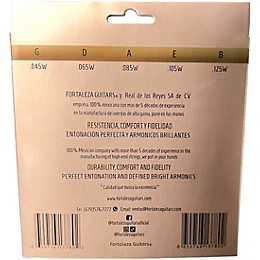 G D A E B
.045W .065W .085W .105W .125W
FORTALEZA GUITARS® y Real de los Reyes SA de CV
empresa 100% mexicana con mas de 5 décadas de experiencia
en la manufactura de cuerdas de alta gama, pone en tus manos
RESISTENCIA, COMFORT Y FIDELIDAD
ENTONACIÓN PERFECTA Y ARMONICOS BRILLANTES
100% Mexican company with more than 5 decades of experience in the
manufacturing of high-end strings, we put in your hands
DURABILITY, COMFORT AND FIDELITY
PERFECT ENTONATION AND DEFINED BRIGHT ARMONICS
"Calidad que busca la excelencia"
www.fortalezaguitars.com
@fortalezaguitarsoficial
@fortalezaguitars
Fortaleza Guitars®